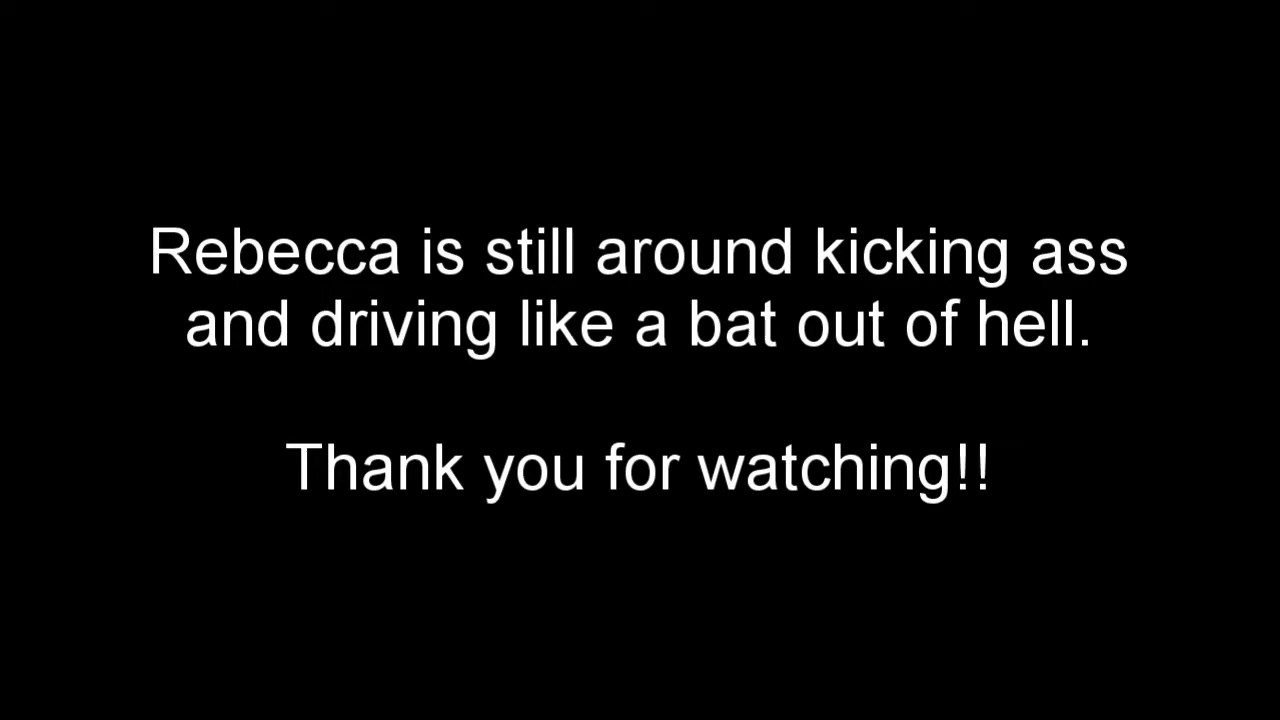 Rebecca is still around kicking ass
and driving like a bat out of hell.
Thank you for watching!!